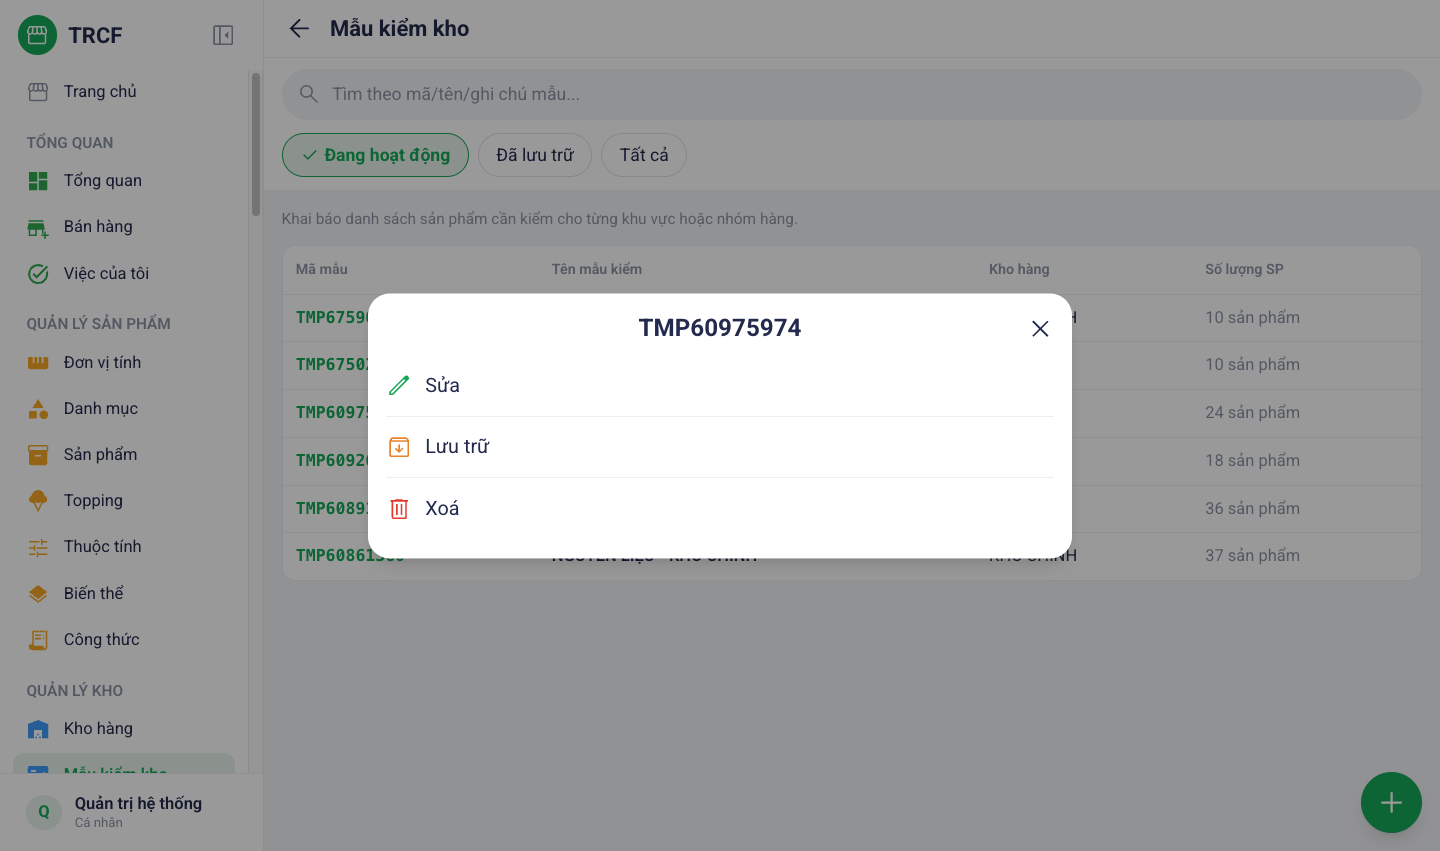 TRCF
Trang chủ
TỔNG QUAN
Tổng quan
Bán hàng
Việc của tôi
QUẢN LÝ SẢN PHẨM
Đơn vị tính
Danh mục
Sản phẩm
Topping
Thuộc tính
Biến thể
Công thức
QUẢN LÝ KHO
Kho hàng
Mẫu kiểm kho
Q
Quản trị hệ thống
Cá nhân
Mẫu kiểm kho
Tìm theo mã/tên/ghi chú mẫu...
Đang hoạt động Đã lưu trữ Tất cả
Khai báo danh sách sản phẩm cần kiểm cho từng khu vực hoặc nhóm hàng.
Mã mẫu Tên mẫu kiểm Kho hàng Số lượng SP
10 sản phẩm
10 sản phẩm
24 sản phẩm
18 sản phẩm
36 sản phẩm
37 sản phẩm
TMP60975974
Sửa
Lưu trữ
Xoá